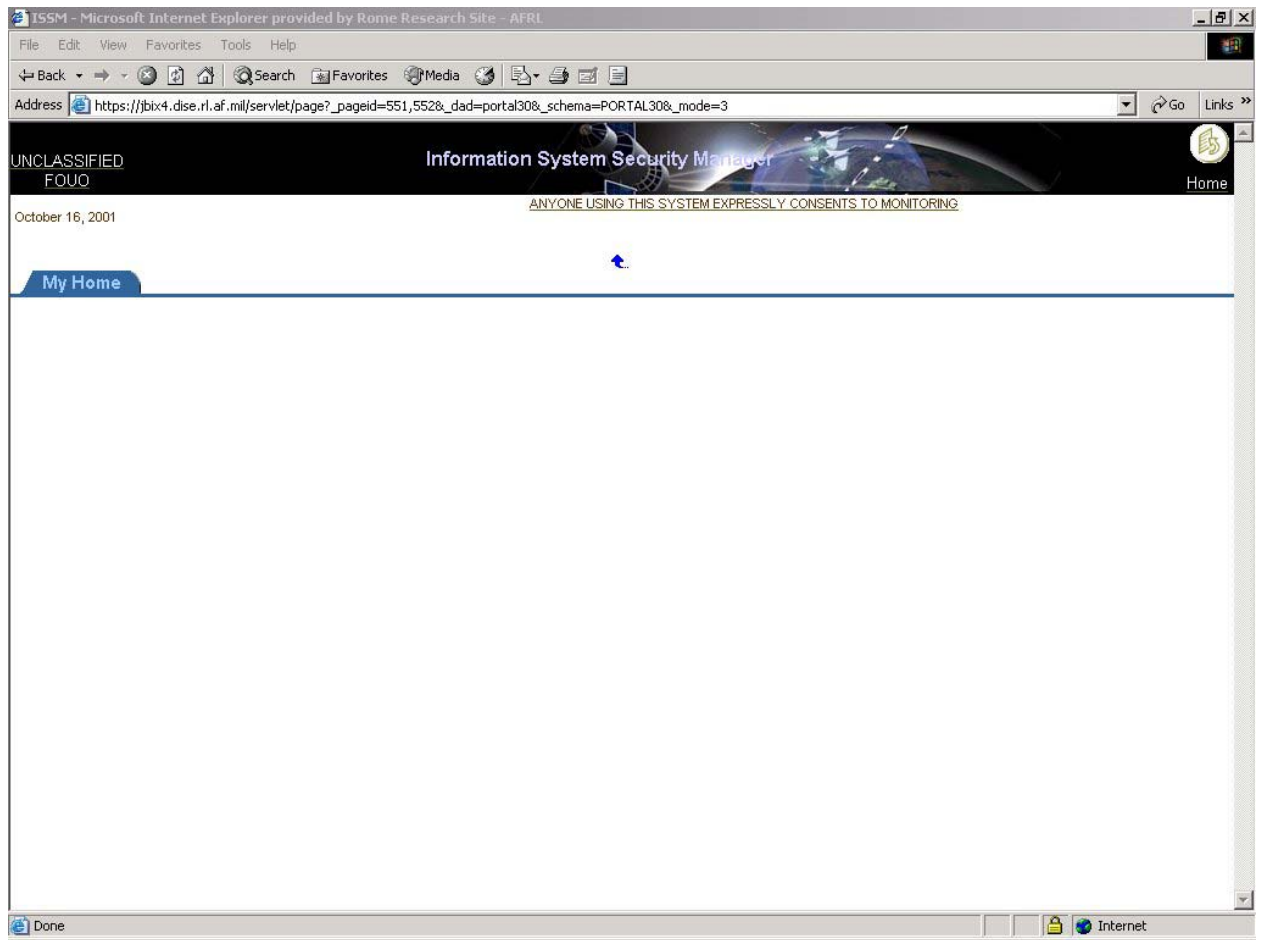 ISSM - Microsoft Internet Explorer provided by Rome Research Site - AFRL
File Edit View Favorites Tools Help
Back Search Favorites Media
Address https://jbix4.dise.rl.af.mil/servlet/page?_pageid=551,552&_dad=portal30&_schema=PORTAL30&_mode=3 Go Links »
UNCLASSIFIED
FOUO
Information System Security Manager
Home
ANYONE USING THIS SYSTEM EXPRESSLY CONSENTS TO MONITORING
October 16, 2001
My Home
Done Internet